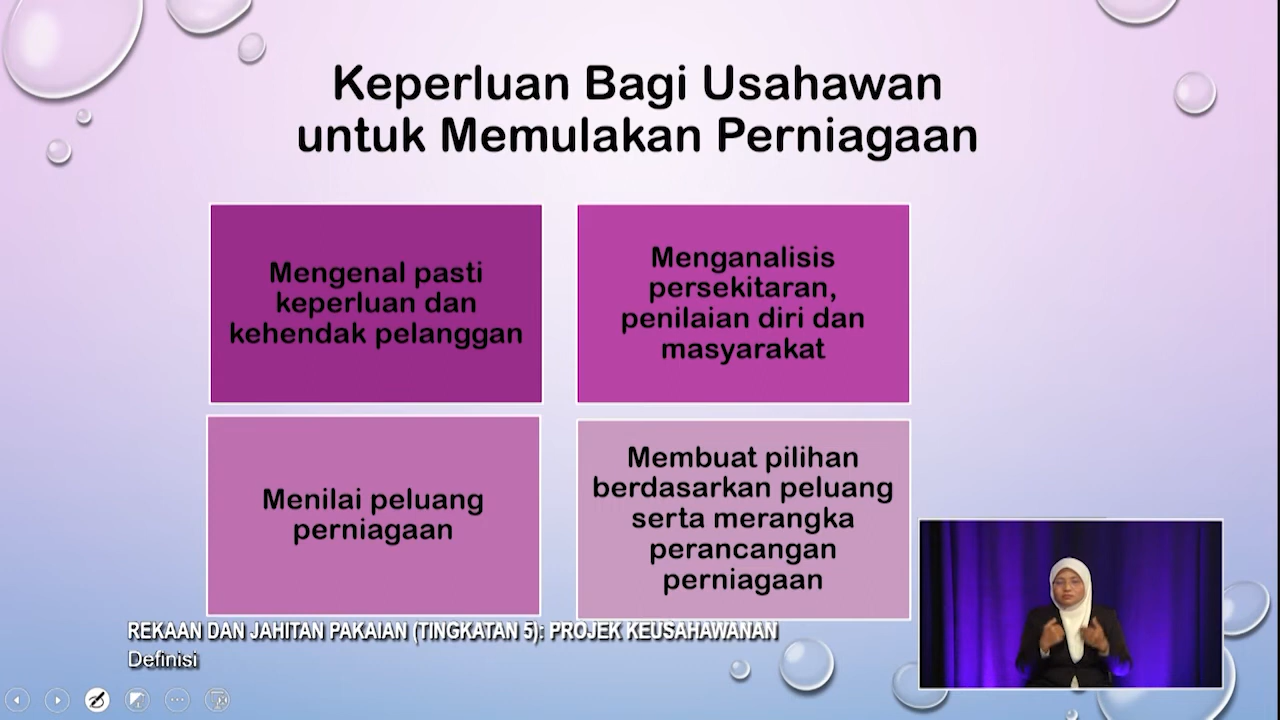 Keperluan Bagi Usahawan
untuk Memulakan Perniagaan
Mengenal pasti
keperluan dan
kehendak pelanggan
Menganalisis
persekitaran,
penilaian diri dan
masyarakat
Menilai peluang
perniagaan
Membuat pilihan
berdasarkan peluang
serta merangka
perancangan
perniagaan
REKAAN DAN JAHITAN PAKAIAN (TINGKATAN 5): PROJEK KEUSAHAWANAN
Definisi